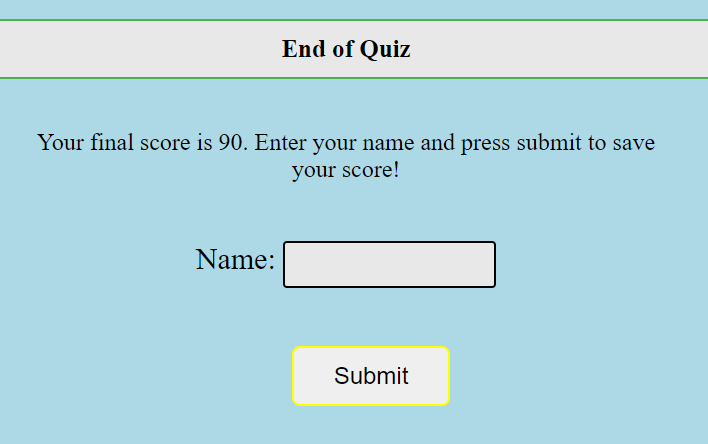 End of Quiz
Your final score is 90. Enter your name and press submit to save
your score!
Name:
Submit